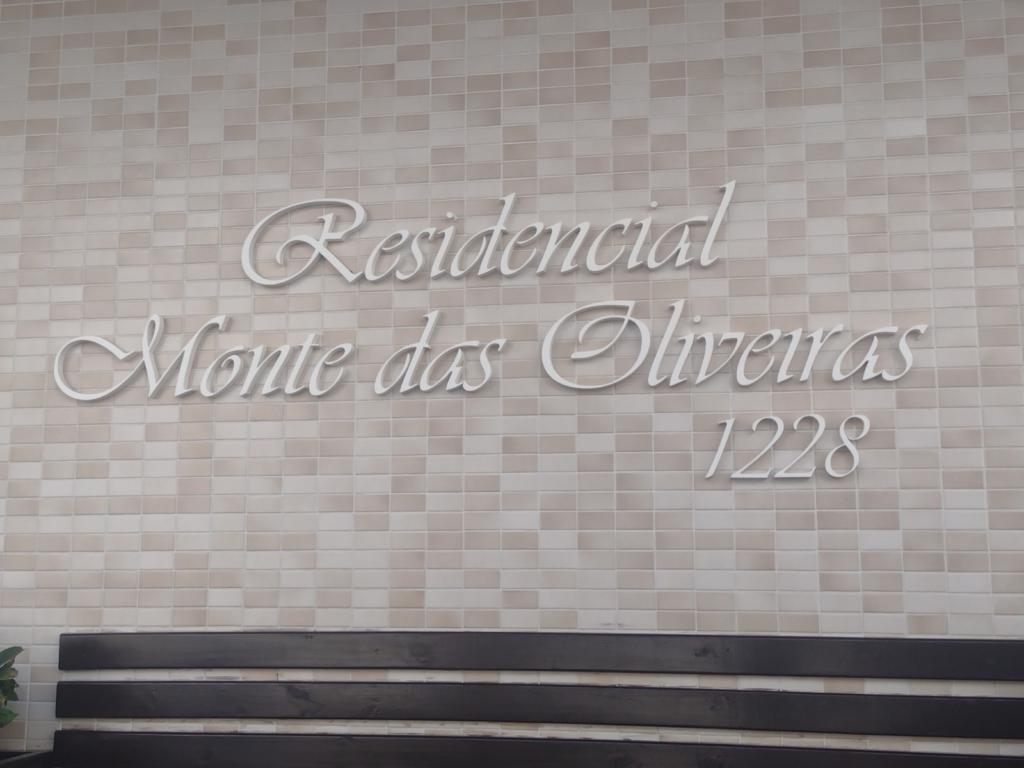 Residencial
Monte das Oliveiras
1228